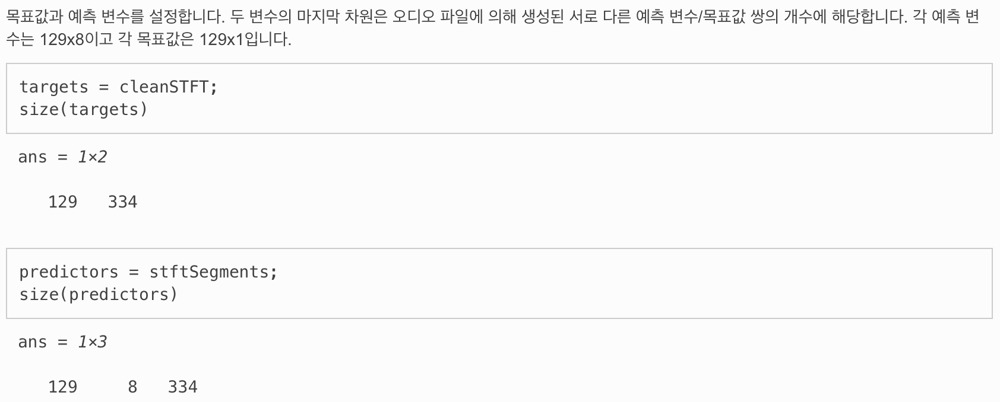 목표값과 예측 변수를 설정합니다. 두 변수의 마지막 차원은 오디오 파일에 의해 생성된 서로 다른 예측 변수/목표값 쌍의 개수에 해당합니다. 각 예측 변
수는 129x8이고 각 목표값은 129x1입니다.
targets = cleanSTFT;
size(targets)
ans = 1×2
129 334
predictors = stftSegments;
size(predictors)
ans = 1×3
129 8 334